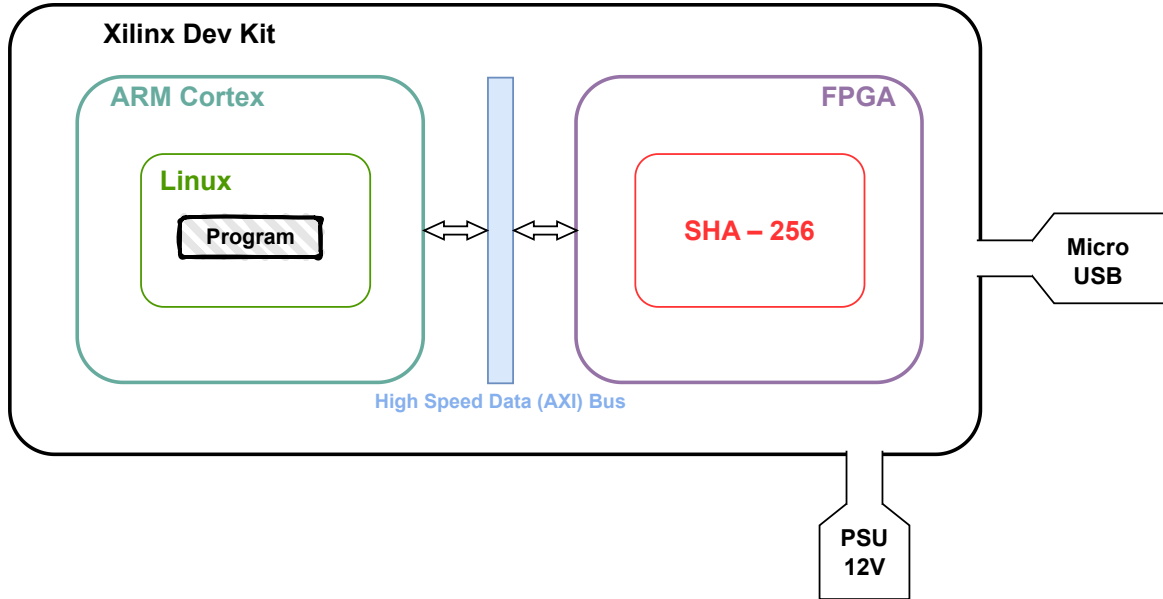 Xilinx Dev Kit
ARM Cortex
FPGA
Linux
Program
SHA – 256
Micro
USB
High Speed Data (AXI) Bus
PSU
12V